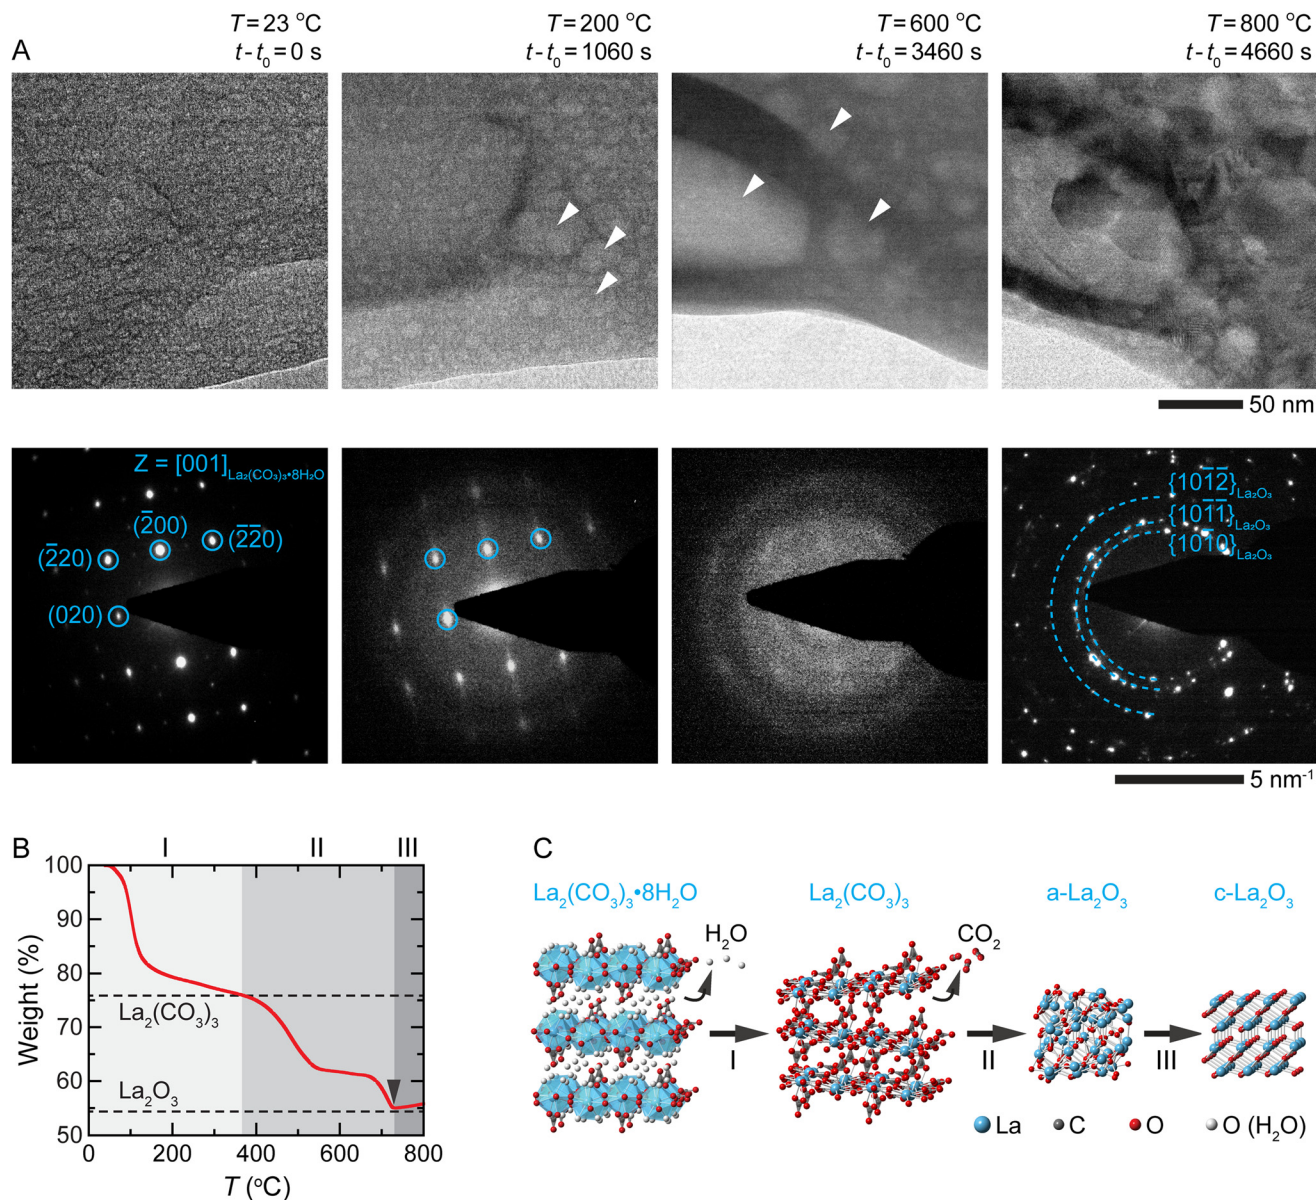 A
T = 23 °C
t - t₀ = 0 s
T = 200 °C
t - t₀ = 1060 s
T = 600 °C
t - t₀ = 3460 s
T = 800 °C
t - t₀ = 4660 s
50 nm
Z = [001]La₂(CO₃)₃•8H₂O
(2̄00)
(2̄20)
(2̄2̄0)
(020)
{101̄2̄}La₂O₃
{101̄1̄}La₂O₃
{101̄0}La₂O₃
5 nm⁻¹
B
I II III
Weight (%)
100
90
80
70
60
50
La₂(CO₃)₃
La₂O₃
0 200 400 600 800
T (°C)
C
La₂(CO₃)₃•8H₂O La₂(CO₃)₃ a-La₂O₃ c-La₂O₃
H₂O CO₂
I II III
La C O O (H₂O)